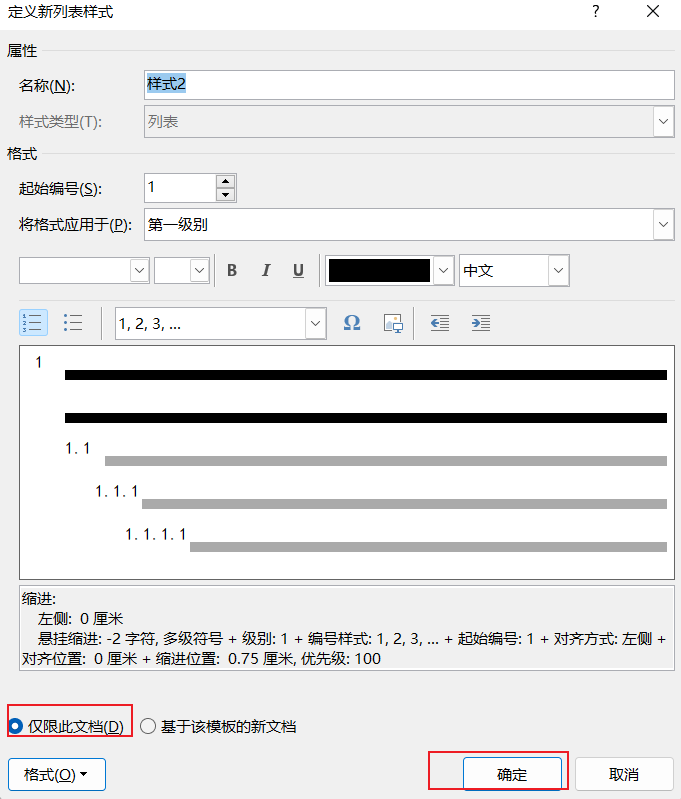 定义新列表样式 ?
属性
名称(N): 样式2
样式类型(T): 列表
格式
起始编号(S): 1
将格式应用于(P): 第一级别
B I U 中文
1, 2, 3, ... Ω
1
1. 1
1. 1. 1
1. 1. 1. 1
缩进:
左侧: 0 厘米
悬挂缩进: -2 字符, 多级符号 + 级别: 1 + 编号样式: 1, 2, 3, ... + 起始编号: 1 + 对齐方式: 左侧 +
对齐位置: 0 厘米 + 缩进位置: 0.75 厘米, 优先级: 100
仅限此文档(D) 基于该模板的新文档
格式(O) 确定 取消